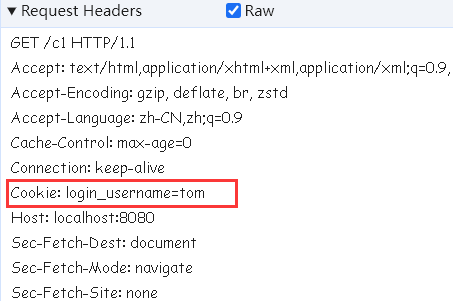 Request Headers Raw
GET /c1 HTTP/1.1
Accept: text/html,application/xhtml+xml,application/xml;q=0.9,
Accept-Encoding: gzip, deflate, br, zstd
Accept-Language: zh-CN,zh;q=0.9
Cache-Control: max-age=0
Connection: keep-alive
Cookie: login_username=tom
Host: localhost:8080
Sec-Fetch-Dest: document
Sec-Fetch-Mode: navigate
Sec-Fetch-Site: none